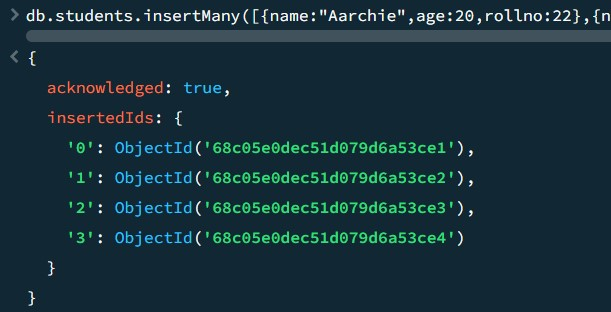 > db.students.insertMany([{name:"Aarchie",age:20,rollno:22},{n
< {
acknowledged: true,
insertedIds: {
'0': ObjectId('68c05e0dec51d079d6a53ce1'),
'1': ObjectId('68c05e0dec51d079d6a53ce2'),
'2': ObjectId('68c05e0dec51d079d6a53ce3'),
'3': ObjectId('68c05e0dec51d079d6a53ce4')
}
}